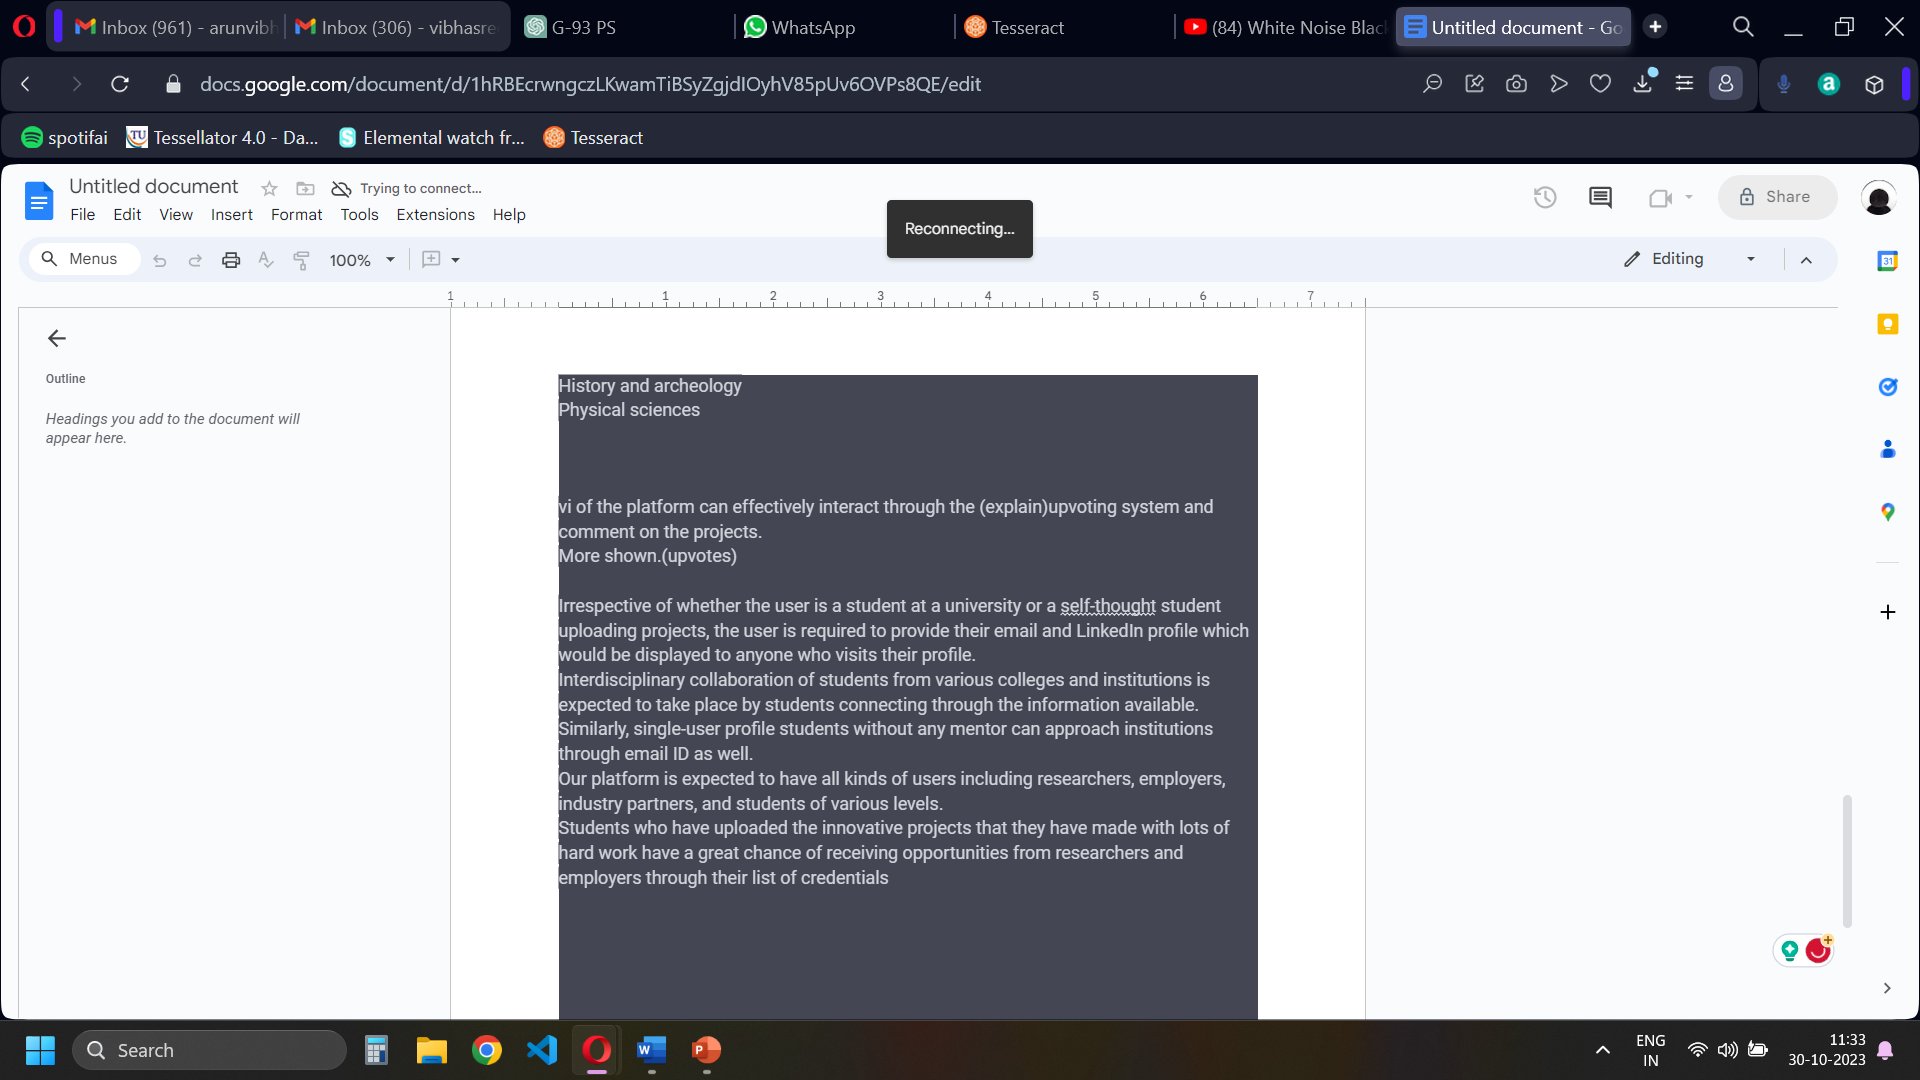 Inbox (961) - arunvibh
Inbox (306) - vibhasre
G-93 PS
WhatsApp
Tesseract
(84) White Noise Blac
Untitled document - Go
docs.google.com/document/d/1hRBEcrwngczLKwamTiBSyZgjdIOyhV85pUv6OVPs8QE/edit
spotifai
Tessellator 4.0 - Da...
Elemental watch fr...
Tesseract
Untitled document
Trying to connect...
File Edit View Insert Format Tools Extensions Help
Reconnecting...
Share
Menus
100%
Editing
1 1 2 3 4 5 6 7
31
Outline
Headings you add to the document will
appear here.
History and archeology
Physical sciences
vi of the platform can effectively interact through the (explain)upvoting system and
comment on the projects.
More shown.(upvotes)
Irrespective of whether the user is a student at a university or a self-thought student
uploading projects, the user is required to provide their email and LinkedIn profile which
would be displayed to anyone who visits their profile.
Interdisciplinary collaboration of students from various colleges and institutions is
expected to take place by students connecting through the information available.
Similarly, single-user profile students without any mentor can approach institutions
through email ID as well.
Our platform is expected to have all kinds of users including researchers, employers,
industry partners, and students of various levels.
Students who have uploaded the innovative projects that they have made with lots of
hard work have a great chance of receiving opportunities from researchers and
employers through their list of credentials
Search
ENG
IN
11:33
30-10-2023